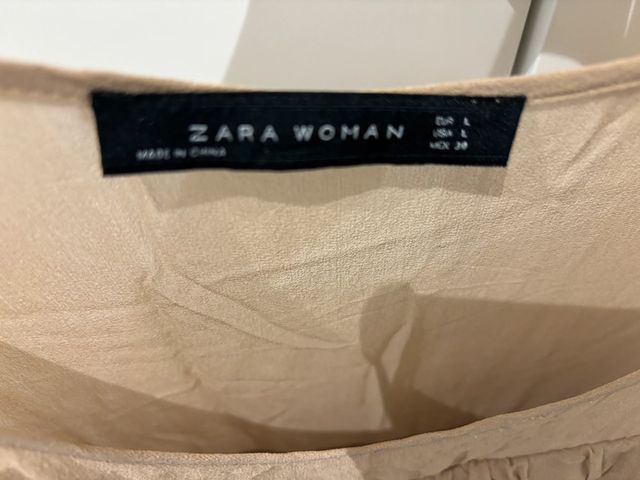 ZARA WOMAN
MADE IN CHINA
EUR L
USA L
MEX 30